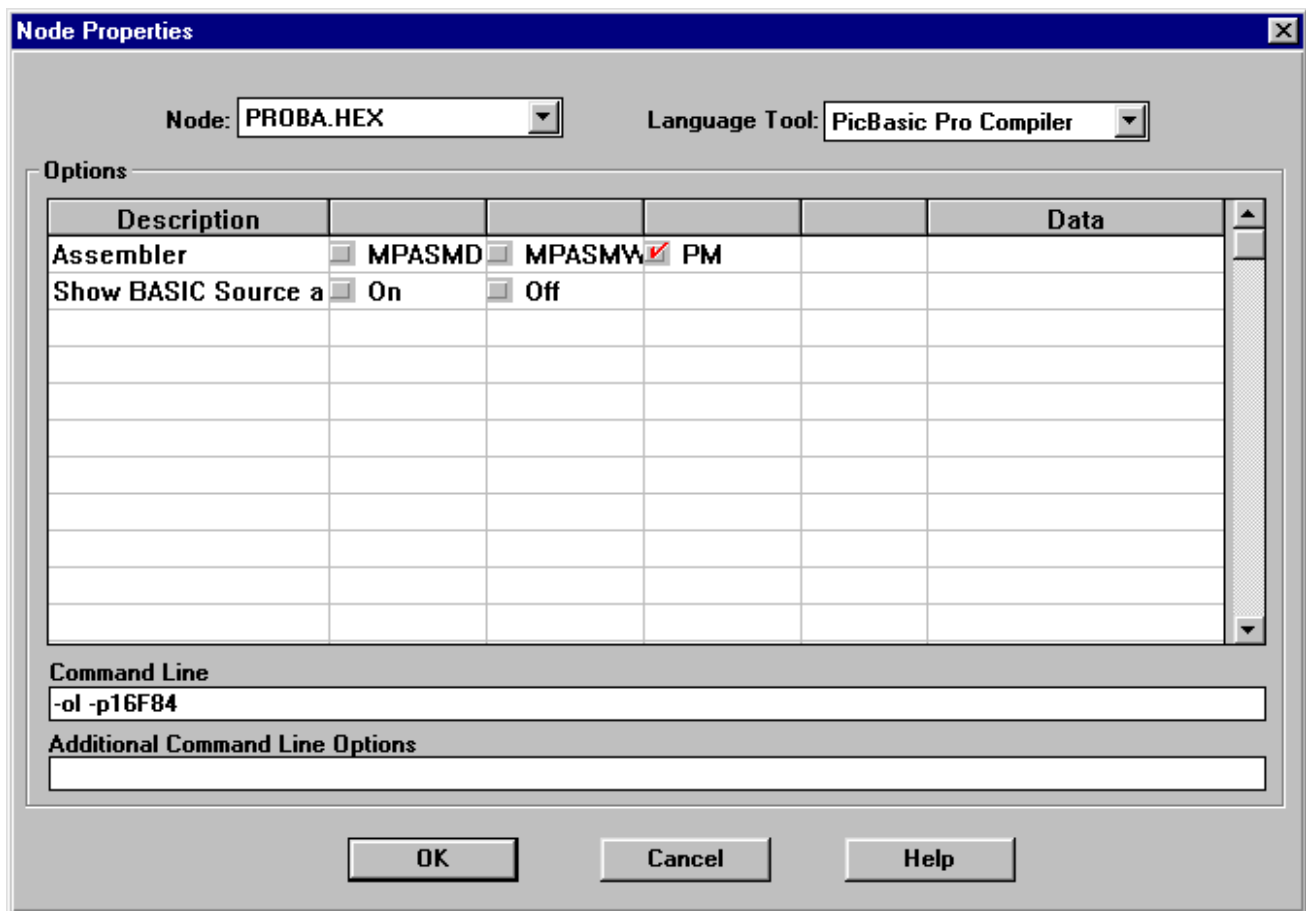 Node Properties
Node: PROBA.HEX Language Tool: PicBasic Pro Compiler
Options
Description Data
Assembler MPASMD MPASMW PM
Show BASIC Source a On Off
Command Line
-ol -p16F84
Additional Command Line Options
OK Cancel Help